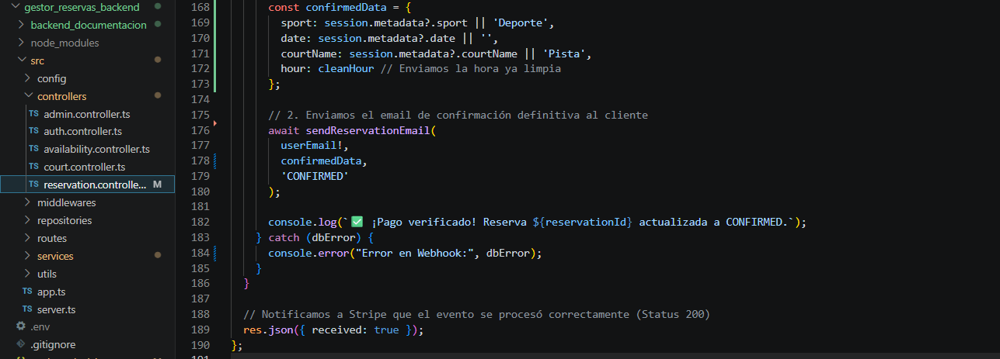 gestor_reservas_backend
backend_documentacion
node_modules
src
config
controllers
TS admin.controller.ts
TS auth.controller.ts
TS availability.controller.ts
TS court.controller.ts
TS reservation.controlle... M
middlewares
repositories
routes
services
utils
TS app.ts
TS server.ts
.env
.gitignore
168 const confirmedData = {
169 sport: session.metadata?.sport || 'Deporte',
170 date: session.metadata?.date || '',
171 courtName: session.metadata?.courtName || 'Pista',
172 hour: cleanHour // Enviamos la hora ya limpia
173 };
174
175 // 2. Enviamos el email de confirmación definitiva al cliente
176 await sendReservationEmail(
177 userEmail!,
178 confirmedData,
179 'CONFIRMED'
180 );
181
182 console.log(`✅ ¡Pago verificado! Reserva ${reservationId} actualizada a CONFIRMED.`);
183 } catch (dbError) {
184 console.error("Error en Webhook:", dbError);
185 }
186 }
187
188 // Notificamos a Stripe que el evento se procesó correctamente (Status 200)
189 res.json({ received: true });
190 };
191